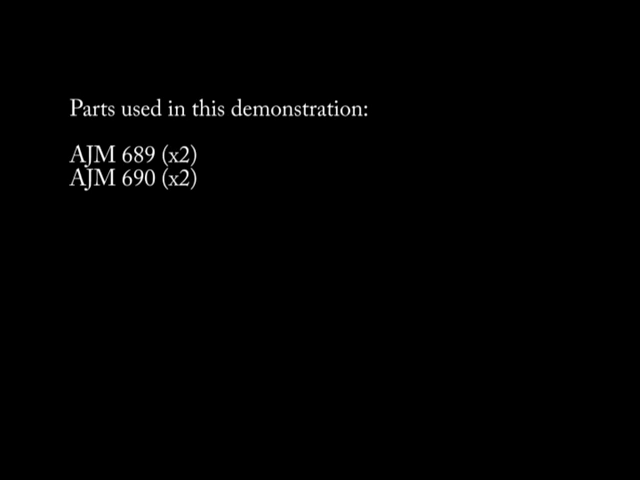 Parts used in this demonstration:
AJM 689 (x2)
AJM 690 (x2)